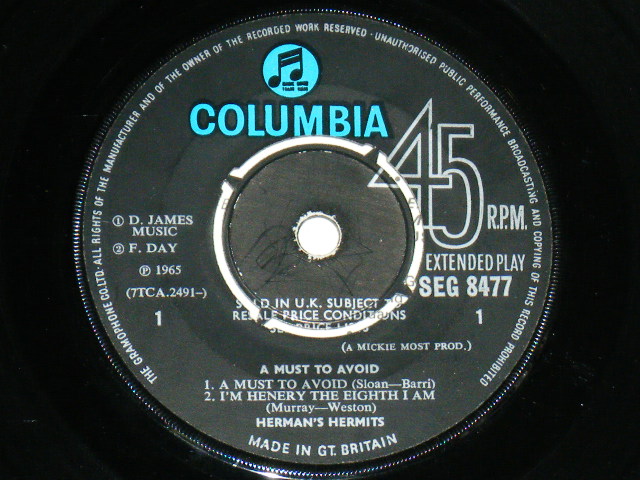 THE GRAMOPHONE CO. LTD.·ALL RIGHTS OF THE MANUFACTURER AND OF THE OWNER OF THE RECORDED WORK RESERVED · UNAUTHORISED PUBLIC PERFORMANCE BROADCASTING AND COPYING OF THIS RECORD PROHIBITED
COLUMBIA
45
R.P.M.
① D. JAMES
MUSIC
② F. DAY
℗ 1965
(7TCA.2491–)
1
EXTENDED PLAY
SEG 8477
1
SOLD IN U.K. SUBJECT TO
RESALE PRICE CONDITIONS
(A MICKIE MOST PROD.)
A MUST TO AVOID
1. A MUST TO AVOID (Sloan—Barri)
2. I'M HENERY THE EIGHTH I AM
(Murray—Weston)
HERMAN'S HERMITS
MADE IN GT. BRITAIN